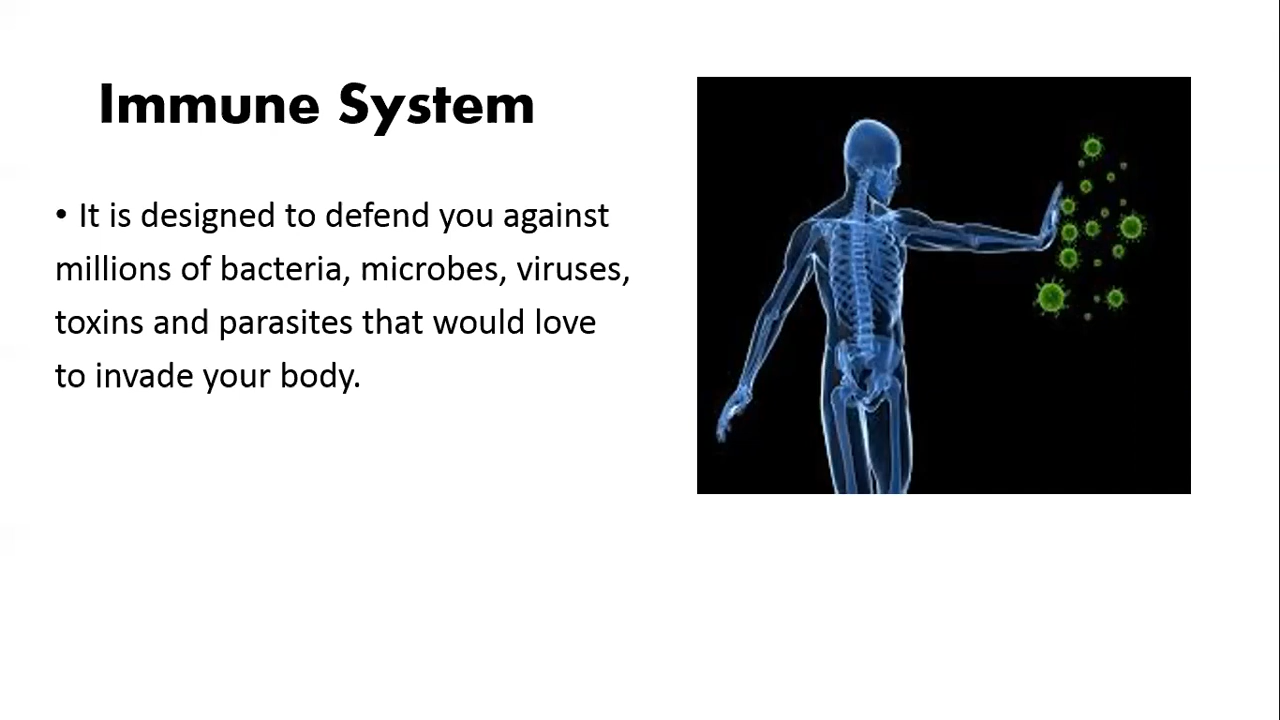 Immune System
• It is designed to defend you against
millions of bacteria, microbes, viruses,
toxins and parasites that would love
to invade your body.